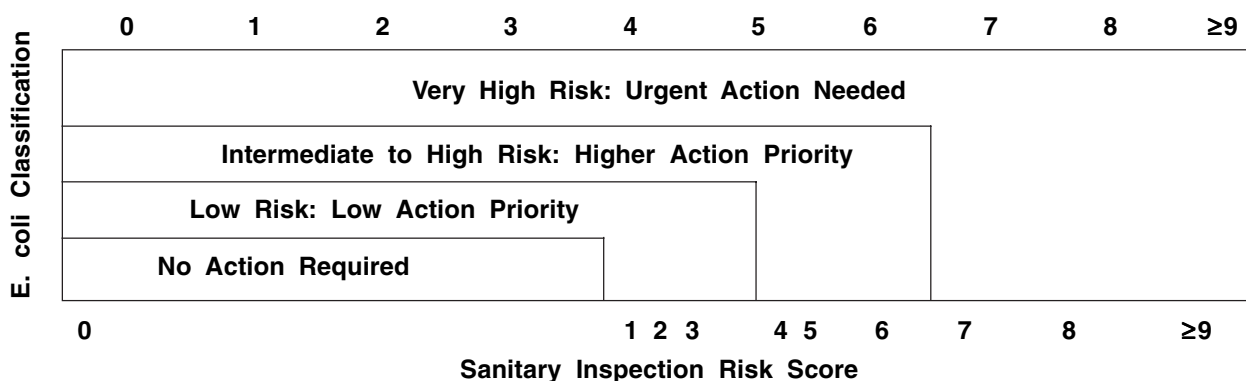 0 1 2 3 4 5 6 7 8 ≥9
Very High Risk: Urgent Action Needed
Intermediate to High Risk: Higher Action Priority
Low Risk: Low Action Priority
No Action Required
E. coli Classification
0 1 2 3 4 5 6 7 8 ≥9
Sanitary Inspection Risk Score